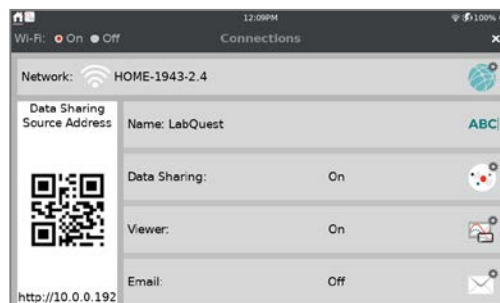 12:09PM
100%
Wi-Fi: On Off Connections
Network: HOME-1943-2.4
Data Sharing
Source Address
Name: LabQuest ABC
Data Sharing: On
Viewer: On
Email: Off
http://10.0.0.192